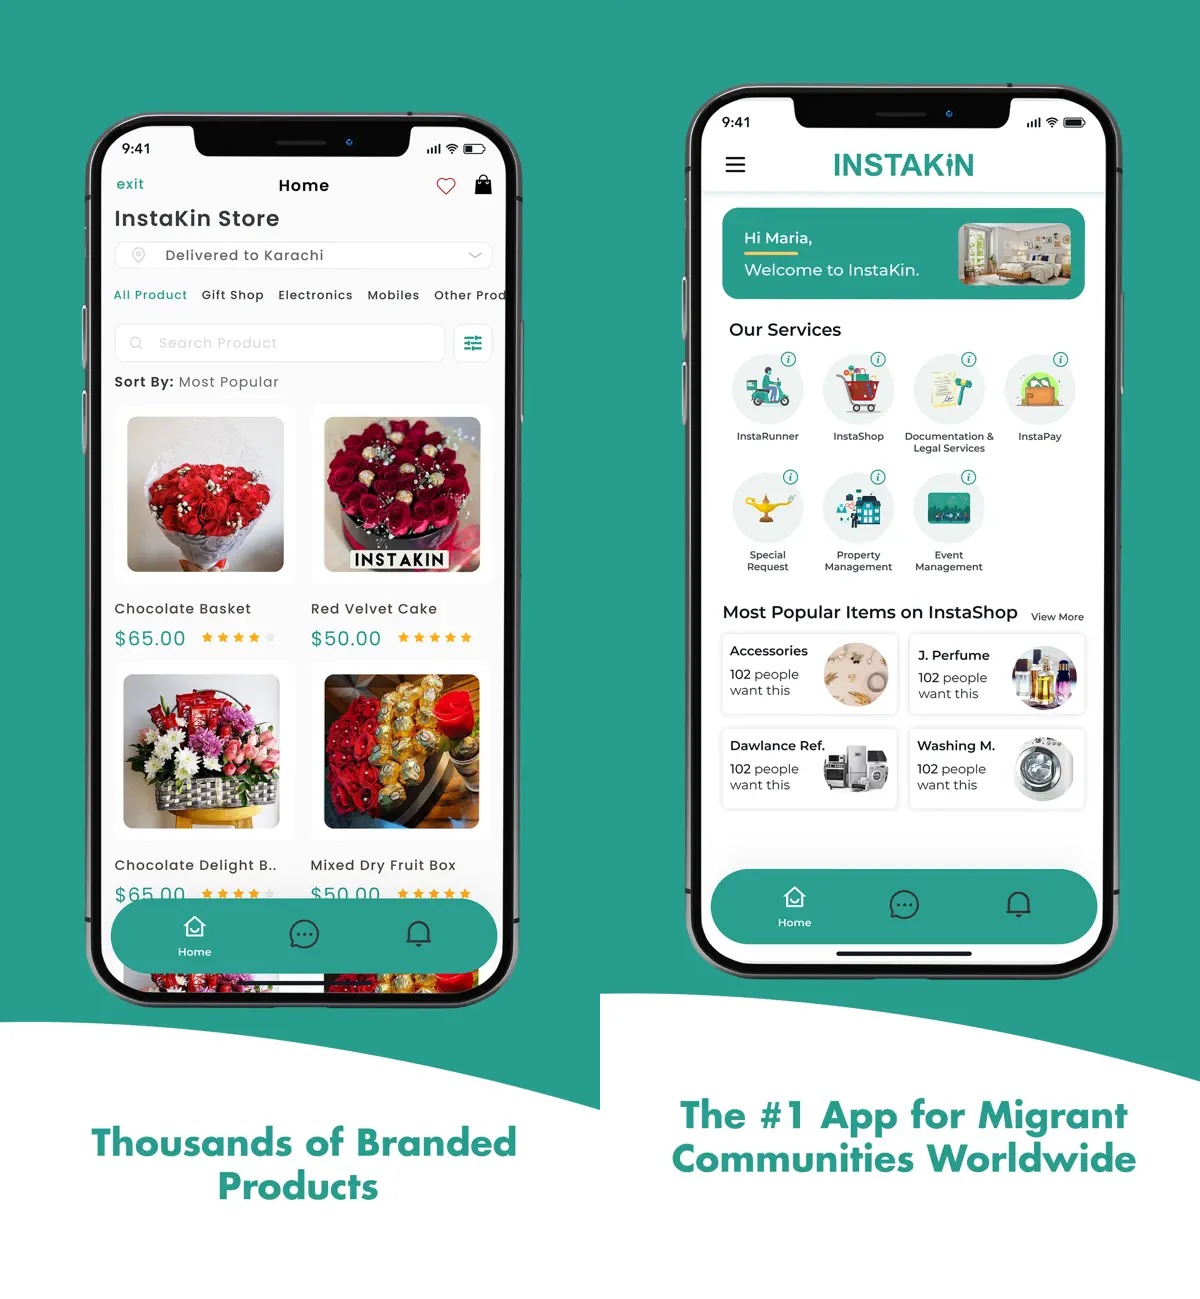 9:41
exit
Home
InstaKin Store
Delivered to Karachi
All Product Gift Shop Electronics Mobiles Other Prod
Search Product
Sort By: Most Popular
INSTAKIN
Chocolate Basket
$65.00
Red Velvet Cake
$50.00
Chocolate Delight B..
$65.00
Mixed Dry Fruit Box
$50.00
Home
Thousands of Branded
Products
9:41
INSTAKiN
Hi Maria,
Welcome to InstaKin.
Our Services
i
InstaRunner
i
InstaShop
i
Documentation &
Legal Services
i
InstaPay
i
Special
Request
i
Property
Management
i
Event
Management
Most Popular Items on InstaShop
View More
Accessories
102 people
want this
J. Perfume
102 people
want this
Dawlance Ref.
102 people
want this
Washing M.
102 people
want this
Home
The #1 App for Migrant
Communities Worldwide